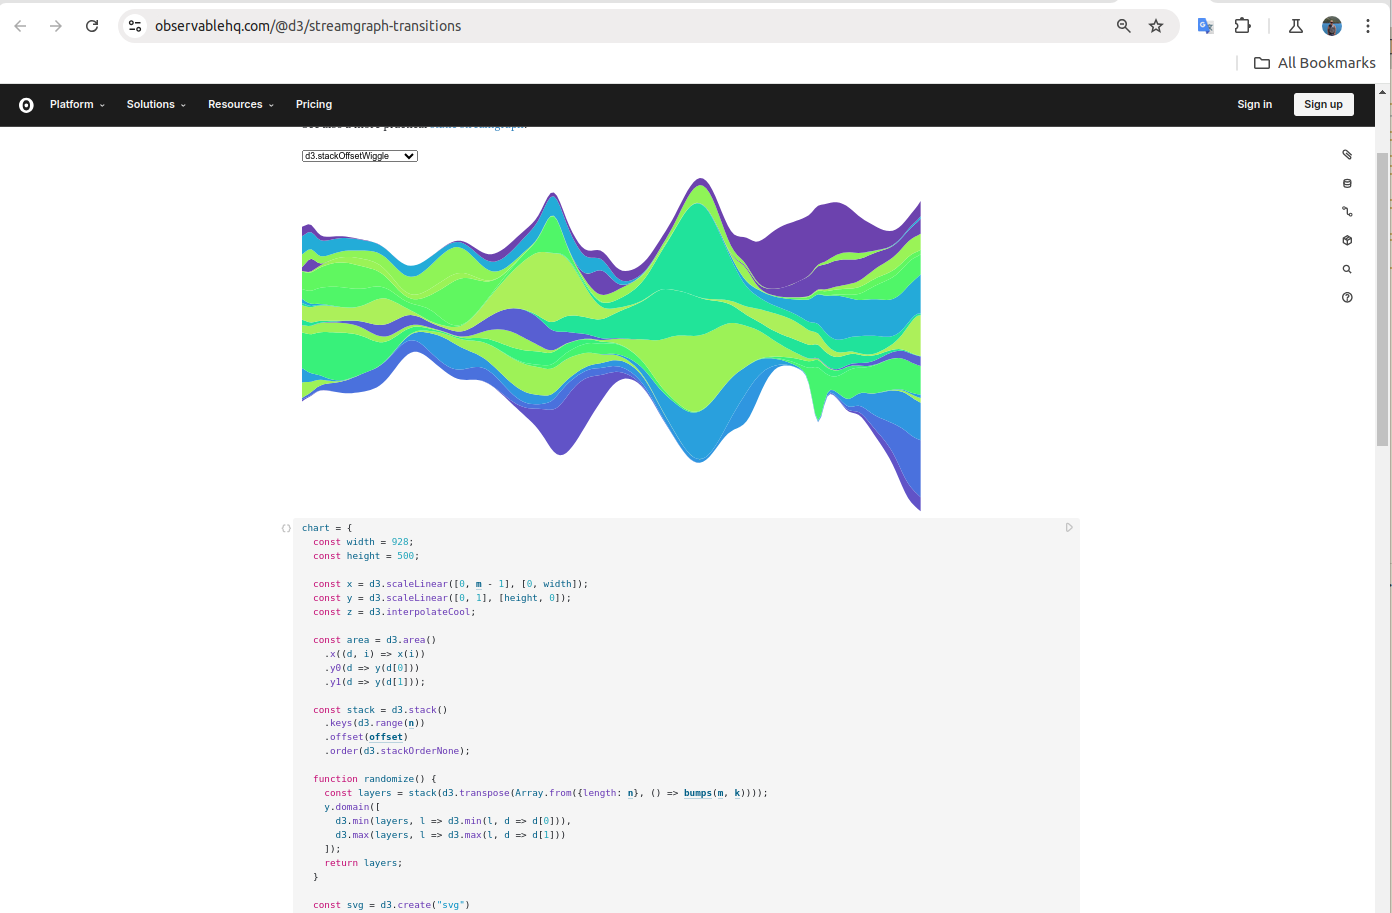 observablehq.com/@d3/streamgraph-transitions
All Bookmarks
Platform Solutions Resources Pricing Sign in Sign up
d3.stackOffsetWiggle
chart = {
  const width = 928;
  const height = 500;
  const x = d3.scaleLinear([0, m - 1], [0, width]);
  const y = d3.scaleLinear([0, 1], [height, 0]);
  const z = d3.interpolateCool;
  const area = d3.area()
    .x((d, i) => x(i))
    .y0(d => y(d[0]))
    .y1(d => y(d[1]));
  const stack = d3.stack()
    .keys(d3.range(n))
    .offset(offset)
    .order(d3.stackOrderNone);
  function randomize() {
    const layers = stack(d3.transpose(Array.from({length: n}, () => bumps(m, k))));
    y.domain([
      d3.min(layers, l => d3.min(l, d => d[0])),
      d3.max(layers, l => d3.max(l, d => d[1]))
    ]);
    return layers;
  }
  const svg = d3.create("svg")